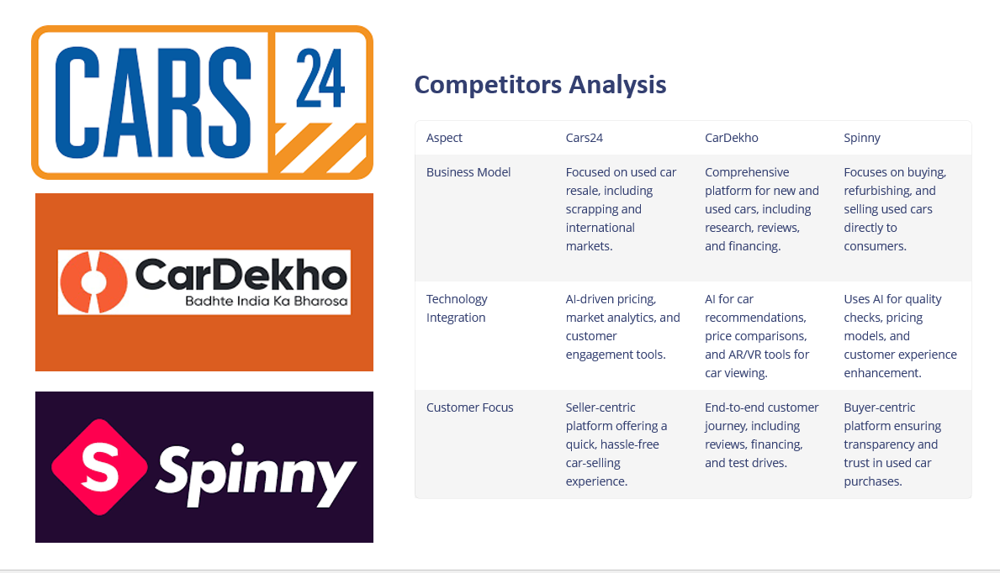 CARS 24
CarDekho
Badhte India Ka Bharosa
S Spinny
Competitors Analysis
Aspect
Cars24
CarDekho
Spinny
Business Model
Focused on used car
resale, including
scrapping and
international
markets.
Comprehensive
platform for new and
used cars, including
research, reviews,
and financing.
Focuses on buying,
refurbishing, and
selling used cars
directly to
consumers.
Technology
Integration
AI-driven pricing,
market analytics, and
customer
engagement tools.
AI for car
recommendations,
price comparisons,
and AR/VR tools for
car viewing.
Uses AI for quality
checks, pricing
models, and
customer experience
enhancement.
Customer Focus
Seller-centric
platform offering a
quick, hassle-free
car-selling
experience.
End-to-end customer
journey, including
reviews, financing,
and test drives.
Buyer-centric
platform ensuring
transparency and
trust in used car
purchases.